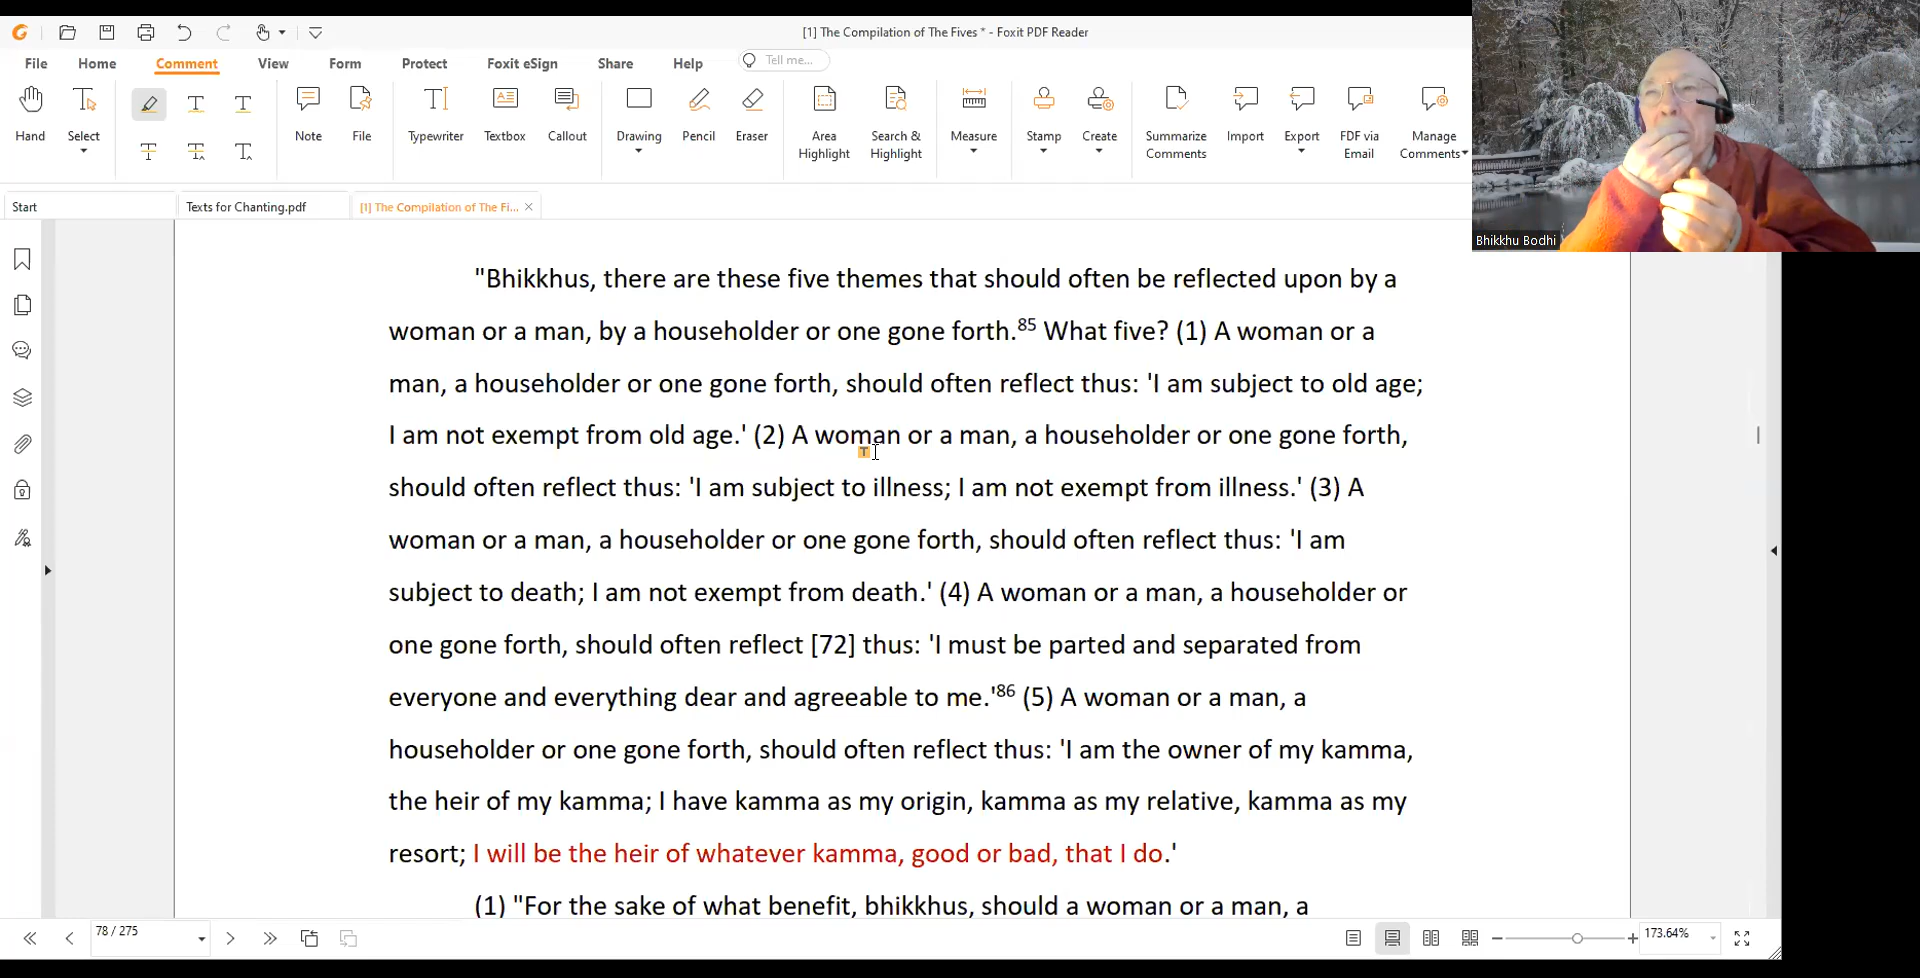 [1] The Compilation of The Fives * - Foxit PDF Reader
File Home Comment View Form Protect Foxit eSign Share Help Tell me...
Hand Select Note File Typewriter Textbox Callout Drawing Pencil Eraser Area Highlight Search & Highlight Measure Stamp Create Summarize Comments Import Export PDF via Email Manage Comments
Bhikkhu Bodhi
Start Texts for Chanting.pdf [1] The Compilation of The Fi...
"Bhikkhus, there are these five themes that should often be reflected upon by a
woman or a man, by a householder or one gone forth.85 What five? (1) A woman or a
man, a householder or one gone forth, should often reflect thus: 'I am subject to old age;
I am not exempt from old age.' (2) A woman or a man, a householder or one gone forth,
should often reflect thus: 'I am subject to illness; I am not exempt from illness.' (3) A
woman or a man, a householder or one gone forth, should often reflect thus: 'I am
subject to death; I am not exempt from death.' (4) A woman or a man, a householder or
one gone forth, should often reflect [72] thus: 'I must be parted and separated from
everyone and everything dear and agreeable to me.'86 (5) A woman or a man, a
householder or one gone forth, should often reflect thus: 'I am the owner of my kamma,
the heir of my kamma; I have kamma as my origin, kamma as my relative, kamma as my
resort; I will be the heir of whatever kamma, good or bad, that I do.'
(1) "For the sake of what benefit, bhikkhus, should a woman or a man, a
78 / 275 173.64%